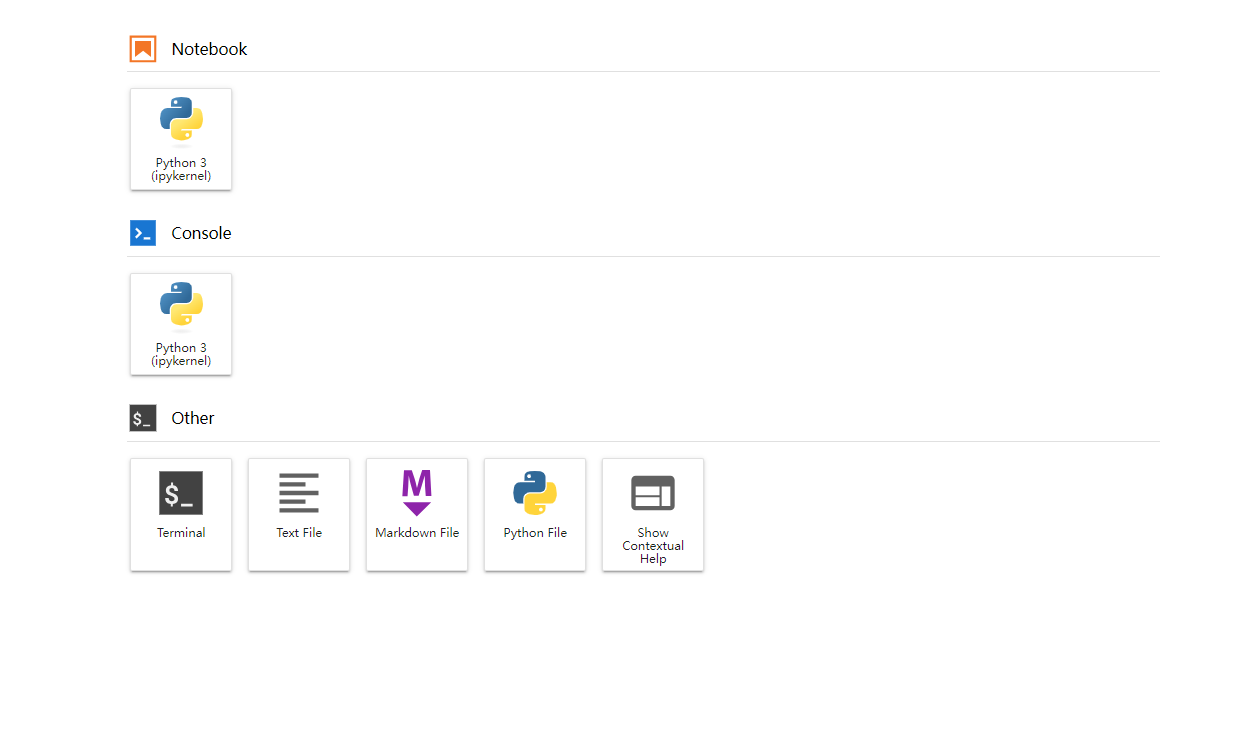 Notebook
Python 3
(ipykernel)
Console
Python 3
(ipykernel)
$_ Other
$_
Terminal
Text File
M
Markdown File
Python File
Show
Contextual
Help